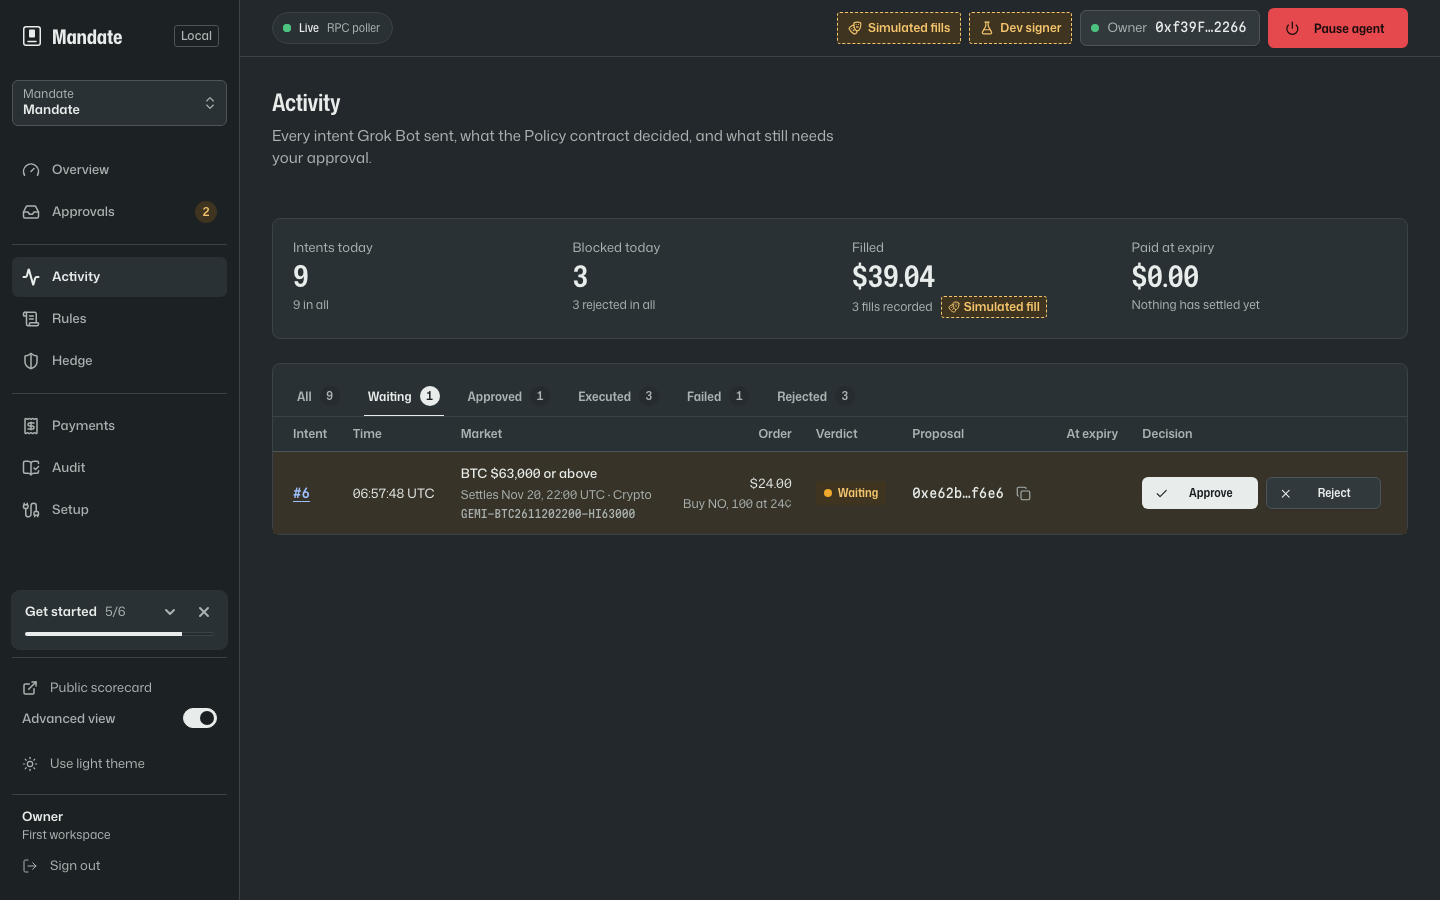 Mandate
Local
Mandate
Mandate
Overview
Approvals
2
Activity
Rules
Hedge
Payments
Audit
Setup
Get started 5/6
Public scorecard
Advanced view
Use light theme
Owner
First workspace
Sign out
Live RPC poller
Simulated fills
Dev signer
Owner 0xf39F…2266
Pause agent
Activity
Every intent Grok Bot sent, what the Policy contract decided, and what still needs
your approval.
Intents today
9
9 in all
Blocked today
3
3 rejected in all
Filled
$39.04
3 fills recorded Simulated fill
Paid at expiry
$0.00
Nothing has settled yet
All 9 Waiting 1 Approved 1 Executed 3 Failed 1 Rejected 3
Intent Time Market Order Verdict Proposal At expiry Decision
#6
06:57:48 UTC
BTC $63,000 or above
Settles Nov 20, 22:00 UTC · Crypto
GEMI-BTC2611202200-HI63000
$24.00
Buy NO, 100 at 24¢
Waiting
0xe62b…f6e6
Approve
Reject